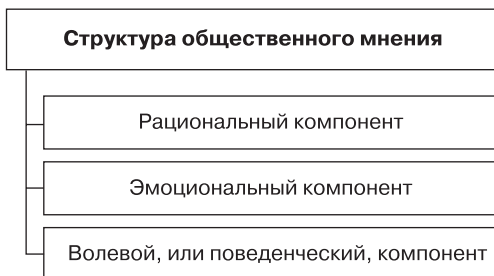 Структура общественного мнения
Рациональный компонент
Эмоциональный компонент
Волевой, или поведенческий, компонент